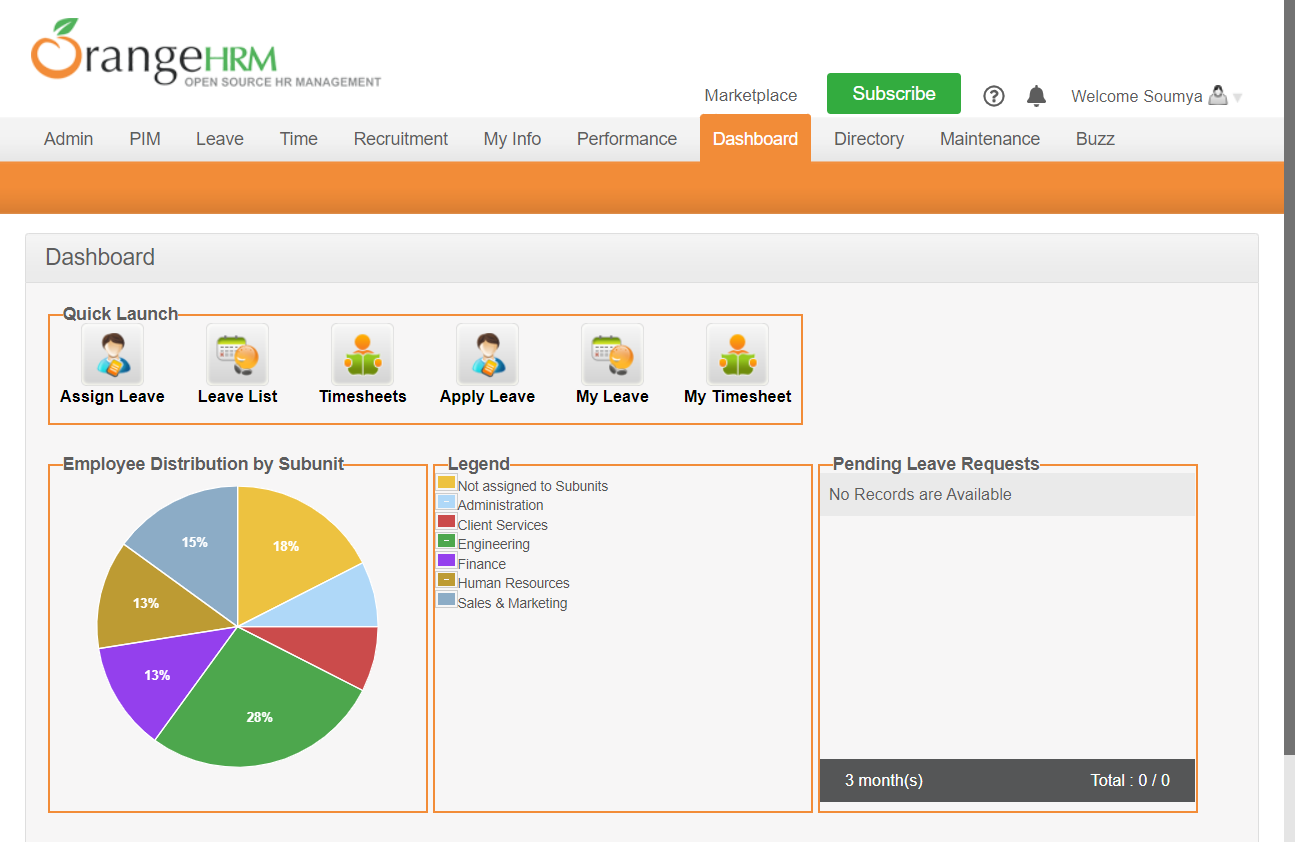 OrangeHRM
OPEN SOURCE HR MANAGEMENT
Marketplace Subscribe ? Welcome Soumya
Admin PIM Leave Time Recruitment My Info Performance Dashboard Directory Maintenance Buzz
Dashboard
Quick Launch
Assign Leave Leave List Timesheets Apply Leave My Leave My Timesheet
Employee Distribution by Subunit
18%
15%
13%
13%
28%
Legend
Not assigned to Subunits
Administration
Client Services
Engineering
Finance
Human Resources
Sales & Marketing
Pending Leave Requests
No Records are Available
3 month(s) Total : 0 / 0